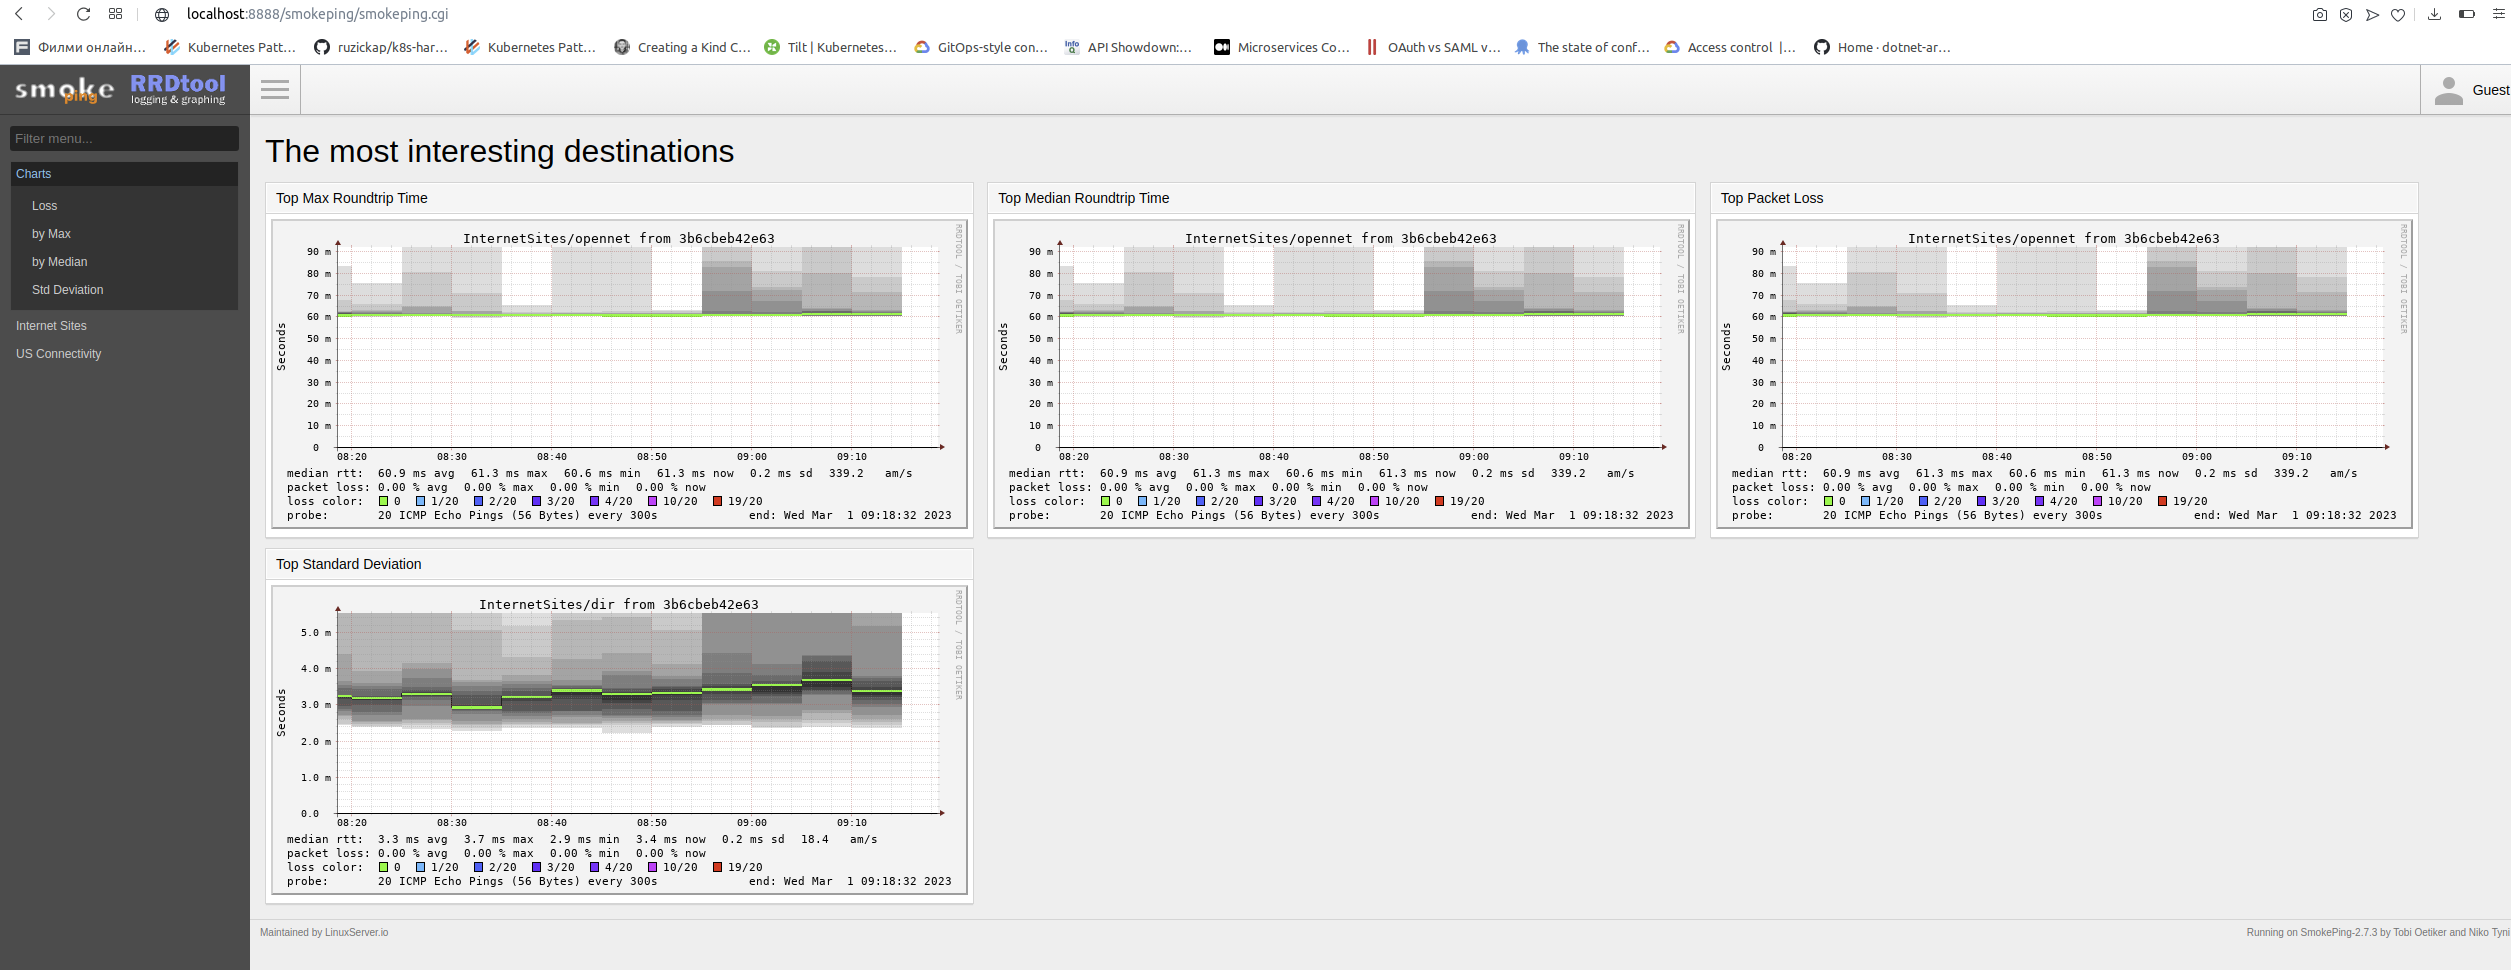 localhost:8888/smokeping/smokeping.cgi
Филми онлайн... Kubernetes Patt... ruzickap/k8s-har... Kubernetes Patt... Creating a Kind C... Tilt | Kubernetes... GitOps-style con... API Showdown:... Microservices Co... OAuth vs SAML v... The state of conf... Access control |... Home · dotnet-ar...
smoke ping RRDtool
logging & graphing
Guest
Filter menu...
Charts
Loss
by Max
by Median
Std Deviation
Internet Sites
US Connectivity
The most interesting destinations
Top Max Roundtrip Time
InternetSites/opennet from 3b6cbeb42e63
RRDTOOL / TOBI OETIKER
Seconds
90 m
80 m
70 m
60 m
50 m
40 m
30 m
20 m
10 m
0
08:20 08:30 08:40 08:50 09:00 09:10
median rtt: 60.9 ms avg 61.3 ms max 60.6 ms min 61.3 ms now 0.2 ms sd 339.2 am/s
packet loss: 0.00 % avg 0.00 % max 0.00 % min 0.00 % now
loss color: 0 1/20 2/20 3/20 4/20 10/20 19/20
probe: 20 ICMP Echo Pings (56 Bytes) every 300s end: Wed Mar 1 09:18:32 2023
Top Median Roundtrip Time
InternetSites/opennet from 3b6cbeb42e63
RRDTOOL / TOBI OETIKER
Seconds
90 m
80 m
70 m
60 m
50 m
40 m
30 m
20 m
10 m
0
08:20 08:30 08:40 08:50 09:00 09:10
median rtt: 60.9 ms avg 61.3 ms max 60.6 ms min 61.3 ms now 0.2 ms sd 339.2 am/s
packet loss: 0.00 % avg 0.00 % max 0.00 % min 0.00 % now
loss color: 0 1/20 2/20 3/20 4/20 10/20 19/20
probe: 20 ICMP Echo Pings (56 Bytes) every 300s end: Wed Mar 1 09:18:32 2023
Top Packet Loss
InternetSites/opennet from 3b6cbeb42e63
RRDTOOL / TOBI OETIKER
Seconds
90 m
80 m
70 m
60 m
50 m
40 m
30 m
20 m
10 m
0
08:20 08:30 08:40 08:50 09:00 09:10
median rtt: 60.9 ms avg 61.3 ms max 60.6 ms min 61.3 ms now 0.2 ms sd 339.2 am/s
packet loss: 0.00 % avg 0.00 % max 0.00 % min 0.00 % now
loss color: 0 1/20 2/20 3/20 4/20 10/20 19/20
probe: 20 ICMP Echo Pings (56 Bytes) every 300s end: Wed Mar 1 09:18:32 2023
Top Standard Deviation
InternetSites/dir from 3b6cbeb42e63
RRDTOOL / TOBI OETIKER
Seconds
5.0 m
4.0 m
3.0 m
2.0 m
1.0 m
0.0
08:20 08:30 08:40 08:50 09:00 09:10
median rtt: 3.3 ms avg 3.7 ms max 2.9 ms min 3.4 ms now 0.2 ms sd 18.4 am/s
packet loss: 0.00 % avg 0.00 % max 0.00 % min 0.00 % now
loss color: 0 1/20 2/20 3/20 4/20 10/20 19/20
probe: 20 ICMP Echo Pings (56 Bytes) every 300s end: Wed Mar 1 09:18:32 2023
Maintained by LinuxServer.io
Running on SmokePing-2.7.3 by Tobi Oetiker and Niko Tyni